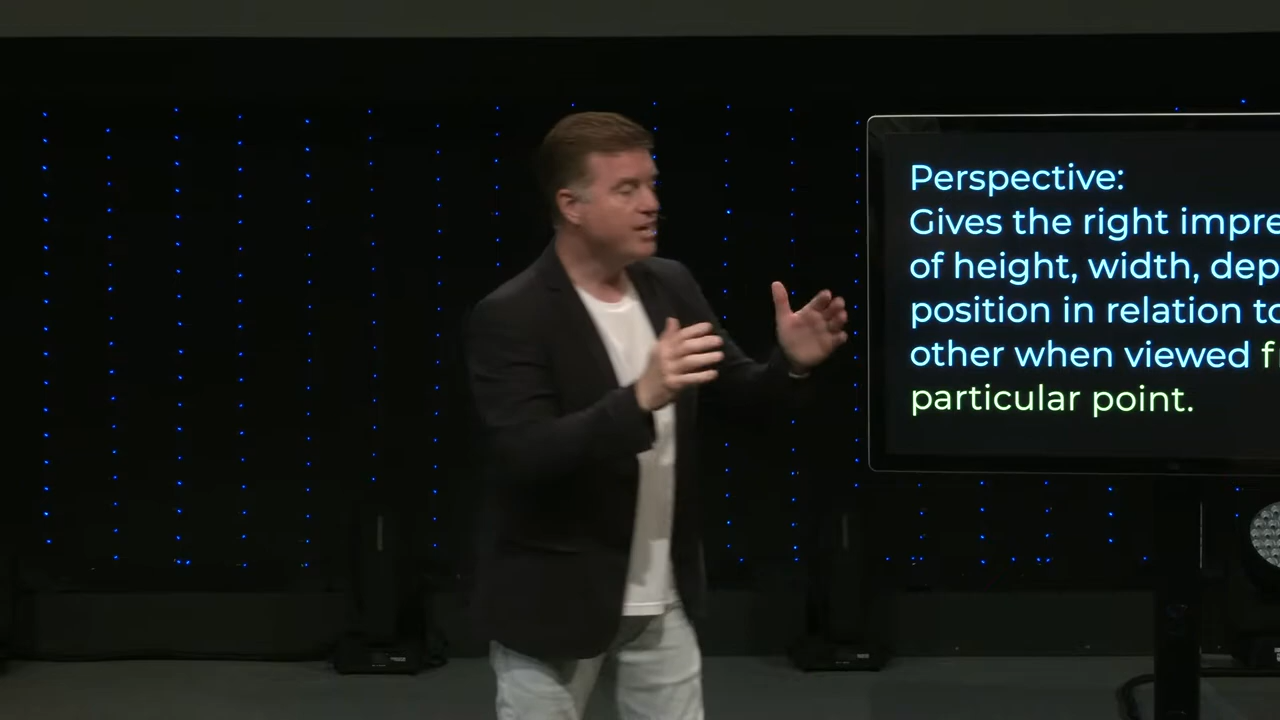 Perspective:
Gives the right impre
of height, width, dep
position in relation to
other when viewed
particular point.